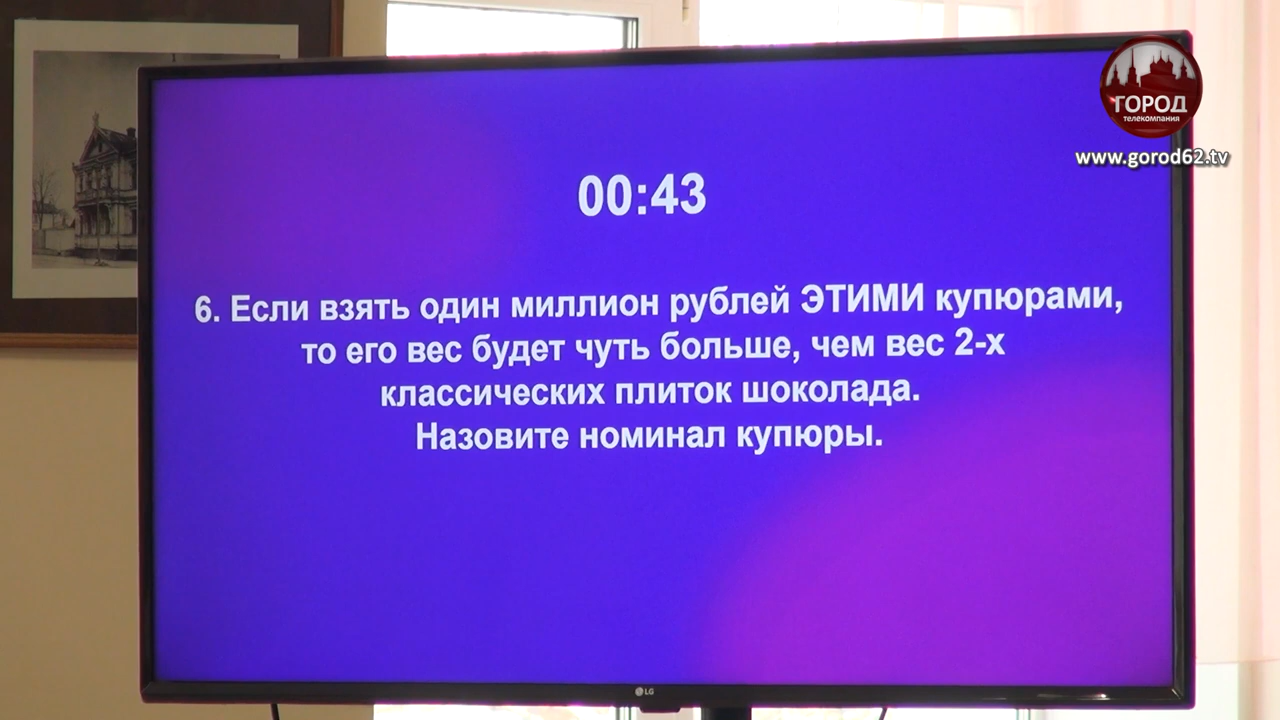 ГОРОД
телекомпания
www.gorod62.tv
00:43
6. Если взять один миллион рублей ЭТИМИ купюрами,
то его вес будет чуть больше, чем вес 2-х
классических плиток шоколада.
Назовите номинал купюры.
LG